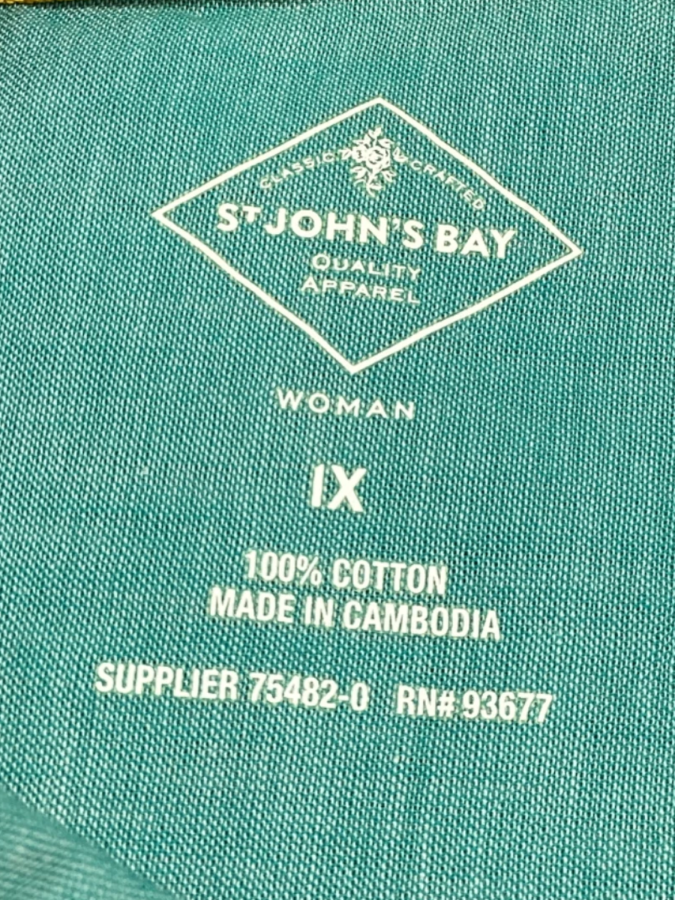 CLASSIC CRAFTED
ST JOHN'S BAY
QUALITY
APPAREL
WOMAN
1X
100% COTTON
MADE IN CAMBODIA
SUPPLIER 75482-0 RN# 93677